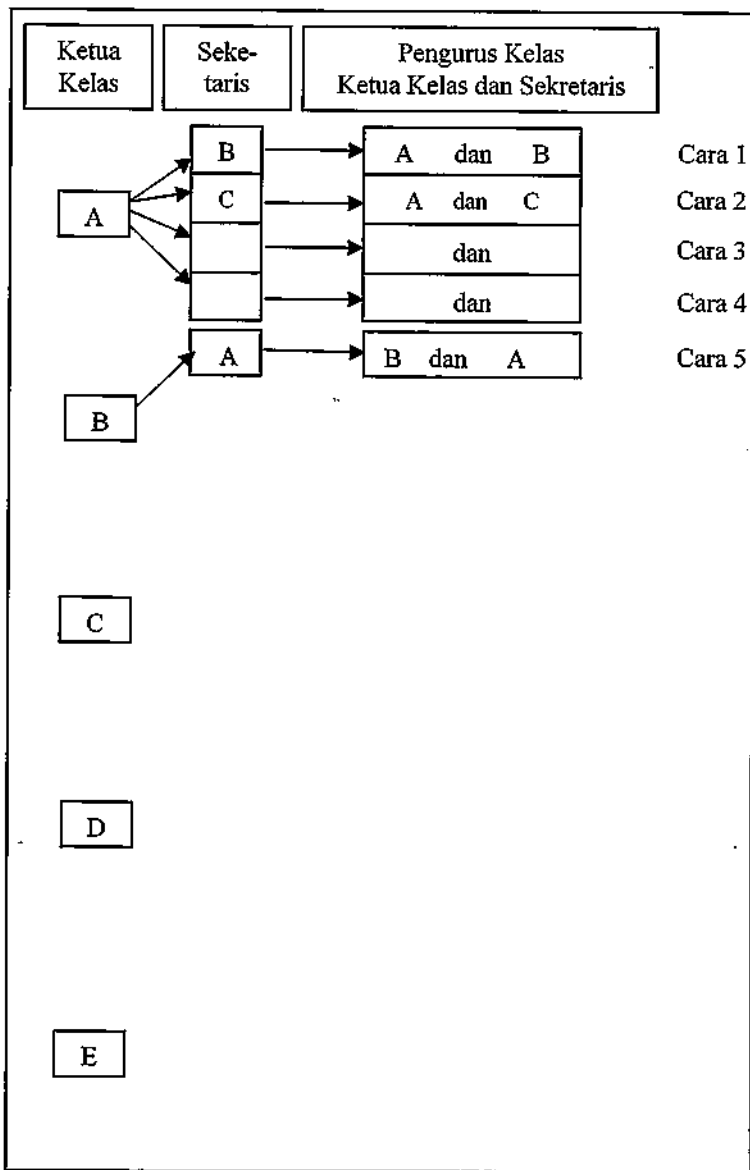 Ketua
Kelas
Seke-
taris
Pengurus Kelas
Ketua Kelas dan Sekretaris
A
B
A dan B
Cara 1
C
A dan C
Cara 2
dan
Cara 3
dan
Cara 4
B
A
B dan A
Cara 5
C
D
E